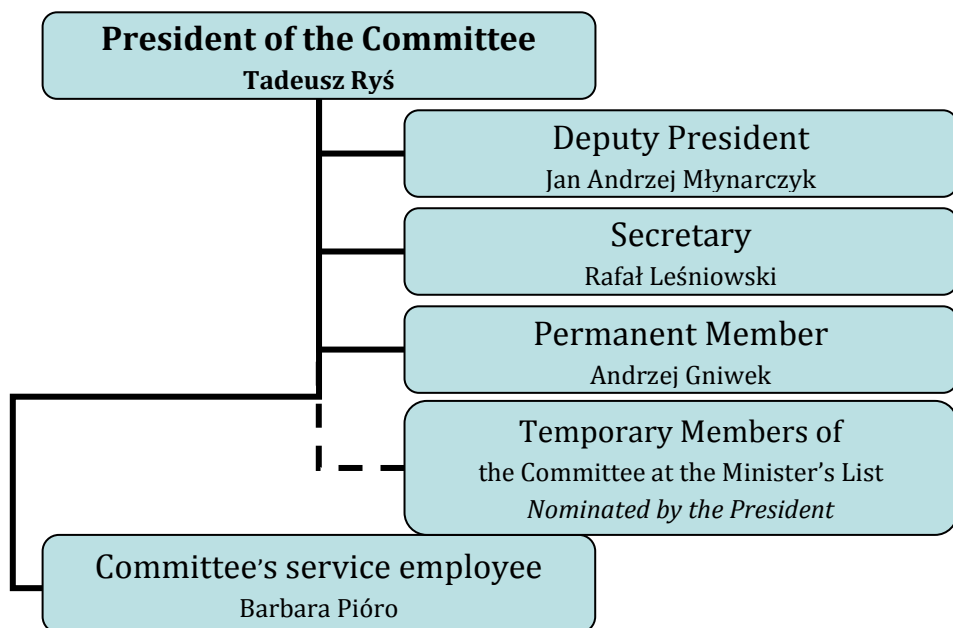 President of the Committee
Tadeusz Ryś
Deputy President
Jan Andrzej Młynarczyk
Secretary
Rafał Leśniowski
Permanent Member
Andrzej Gniwek
Temporary Members of
the Committee at the Minister’s List
Nominated by the President
Committee’s service employee
Barbara Pióro